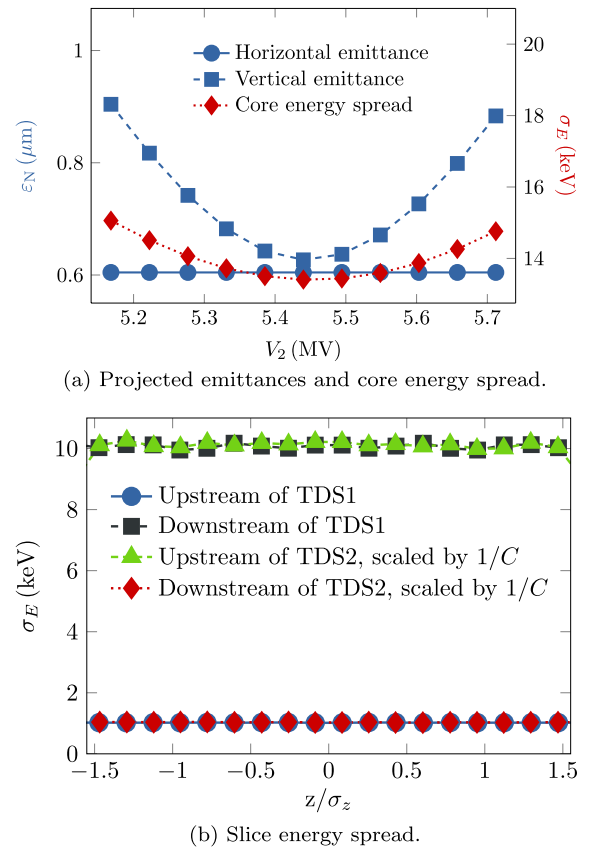 1
0.8
0.6
ε_N (μm)
20
18
16
14
σ_E (keV)
Horizontal emittance
Vertical emittance
Core energy spread
5.2 5.3 5.4 5.5 5.6 5.7
V_2 (MV)
(a) Projected emittances and core energy spread.
10
8
6
4
2
0
σ_E (keV)
Upstream of TDS1
Downstream of TDS1
Upstream of TDS2, scaled by 1/C
Downstream of TDS2, scaled by 1/C
−1.5 −1 −0.5 0 0.5 1 1.5
z/σ_z
(b) Slice energy spread.